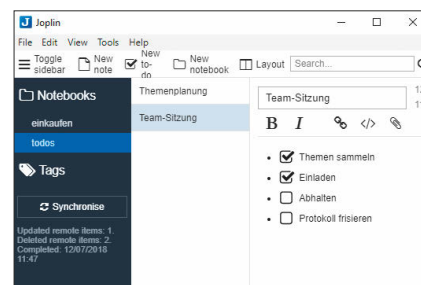 Joplin
File Edit View Tools Help
Toggle sidebar
New note
New to-do
New notebook
Layout
Search...
Notebooks
einkaufen
todos
Tags
Synchronise
Updated remote items: 1.
Deleted remote items: 2.
Completed: 12/07/2018
11:47
Themenplanung
Team-Sitzung
Team-Sitzung
B I </>
Themen sammeln
Einladen
Abhalten
Protokoll frisieren